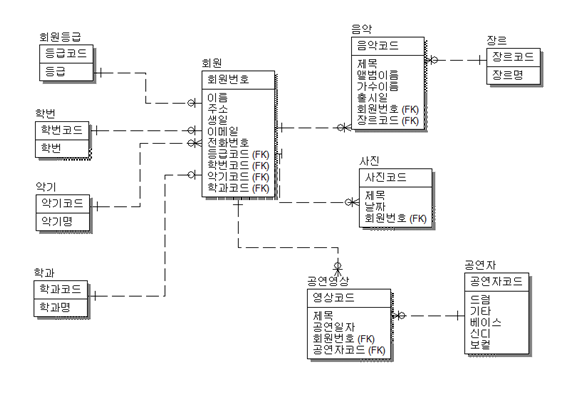 회원등급
등급코드
등급
학번
학번코드
학번
악기
악기코드
악기명
학과
학과코드
학과명
회원
회원번호
이름
주소
생일
이메일
전화번호
등급코드 (FK)
학번코드 (FK)
악기코드 (FK)
학과코드 (FK)
음악
음악코드
제목
앨범이름
가수이름
출시일
회원번호 (FK)
장르코드 (FK)
장르
장르코드
장르명
사진
사진코드
제목
날짜
회원번호 (FK)
공연영상
영상코드
제목
공연일자
회원번호 (FK)
공연자코드 (FK)
공연자
공연자코드
드럼
기타
베이스
신디
보컬